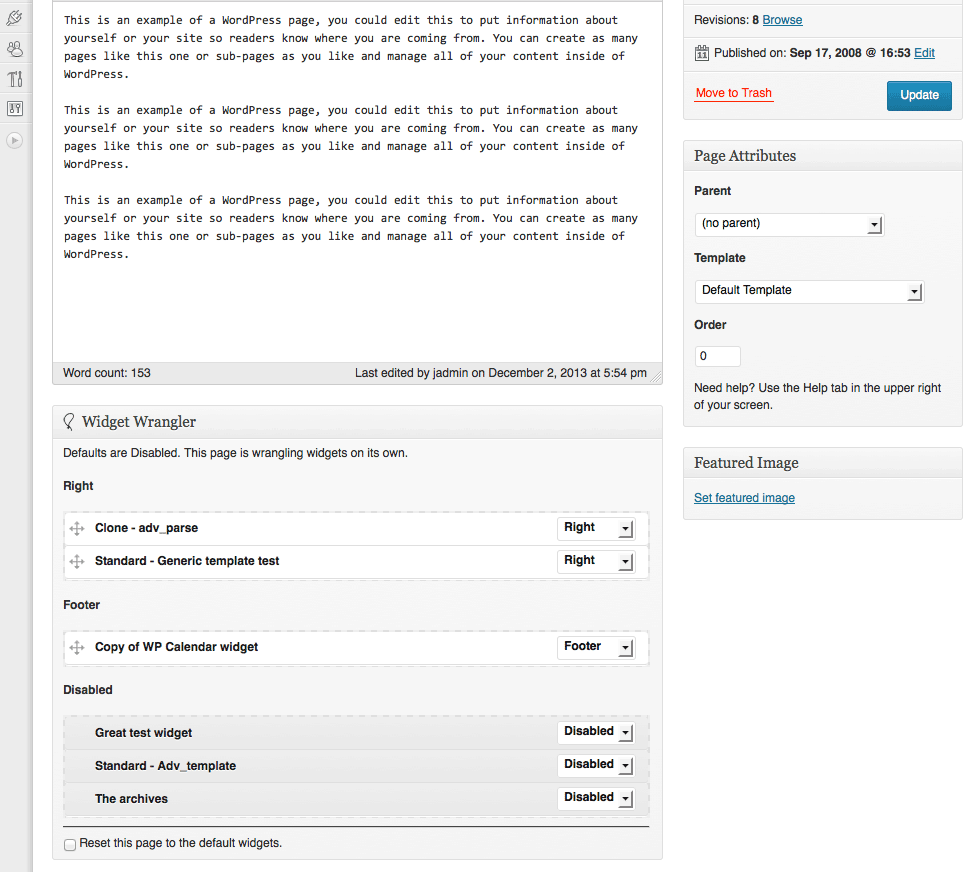 This is an example of a WordPress page, you could edit this to put information about
yourself or your site so readers know where you are coming from. You can create as many
pages like this one or sub-pages as you like and manage all of your content inside of
WordPress.
This is an example of a WordPress page, you could edit this to put information about
yourself or your site so readers know where you are coming from. You can create as many
pages like this one or sub-pages as you like and manage all of your content inside of
WordPress.
This is an example of a WordPress page, you could edit this to put information about
yourself or your site so readers know where you are coming from. You can create as many
pages like this one or sub-pages as you like and manage all of your content inside of
WordPress.
Word count: 153 Last edited by jadmin on December 2, 2013 at 5:54 pm
Widget Wrangler
Defaults are Disabled. This page is wrangling widgets on its own.
Right
Clone - adv_parse Right
Standard - Generic template test Right
Footer
Copy of WP Calendar widget Footer
Disabled
Great test widget Disabled
Standard - Adv_template Disabled
The archives Disabled
Reset this page to the default widgets.
Revisions: 8 Browse
11 Published on: Sep 17, 2008 @ 16:53 Edit
Move to Trash Update
Page Attributes
Parent
(no parent)
Template
Default Template
Order
0
Need help? Use the Help tab in the upper right
of your screen.
Featured Image
Set featured image